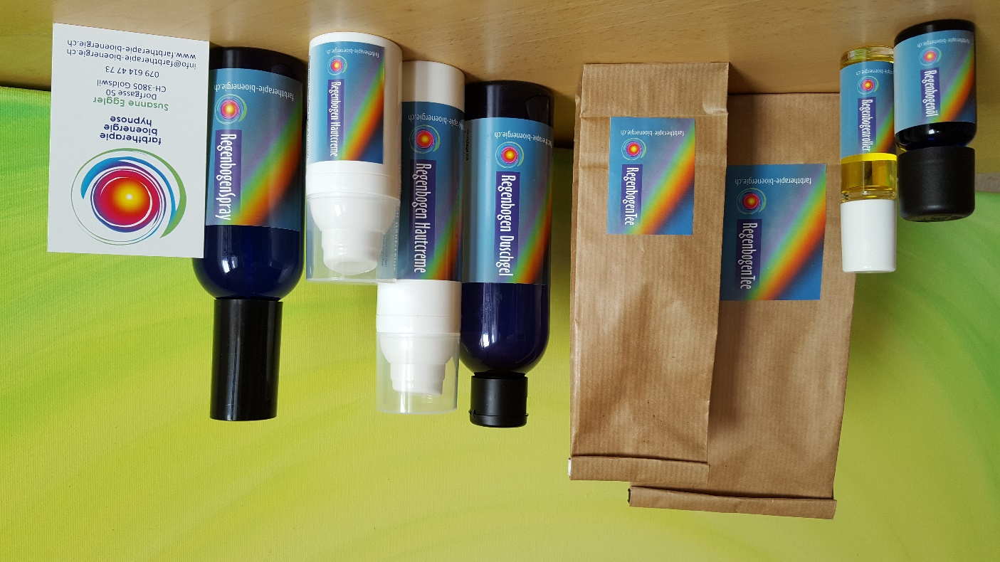 Regenbogenöl
farbtherapie-bioenergie.ch
Regenbogenroller
farbtherapie-bioenergie.ch
RegenbogenTee
farbtherapie-bioenergie.ch
RegenbogenTee
farbtherapie-bioenergie.ch
Regenbogen Duschgel
farbtherapie-bioenergie.ch
Regenbogen Hautcreme
farbtherapie-bioenergie.ch
Regenbogen Hautcreme
farbtherapie-bioenergie.ch
RegenbogenSpray
farbtherapie-bioenergie.ch
farbtherapie
bioenergie
hypnose
Susanne Eggler
Dorfgasse 50
CH-3805 Goldswil
079 614 47 73
info@farbtherapie-bioenergie.ch
www.farbtherapie-bioenergie.ch